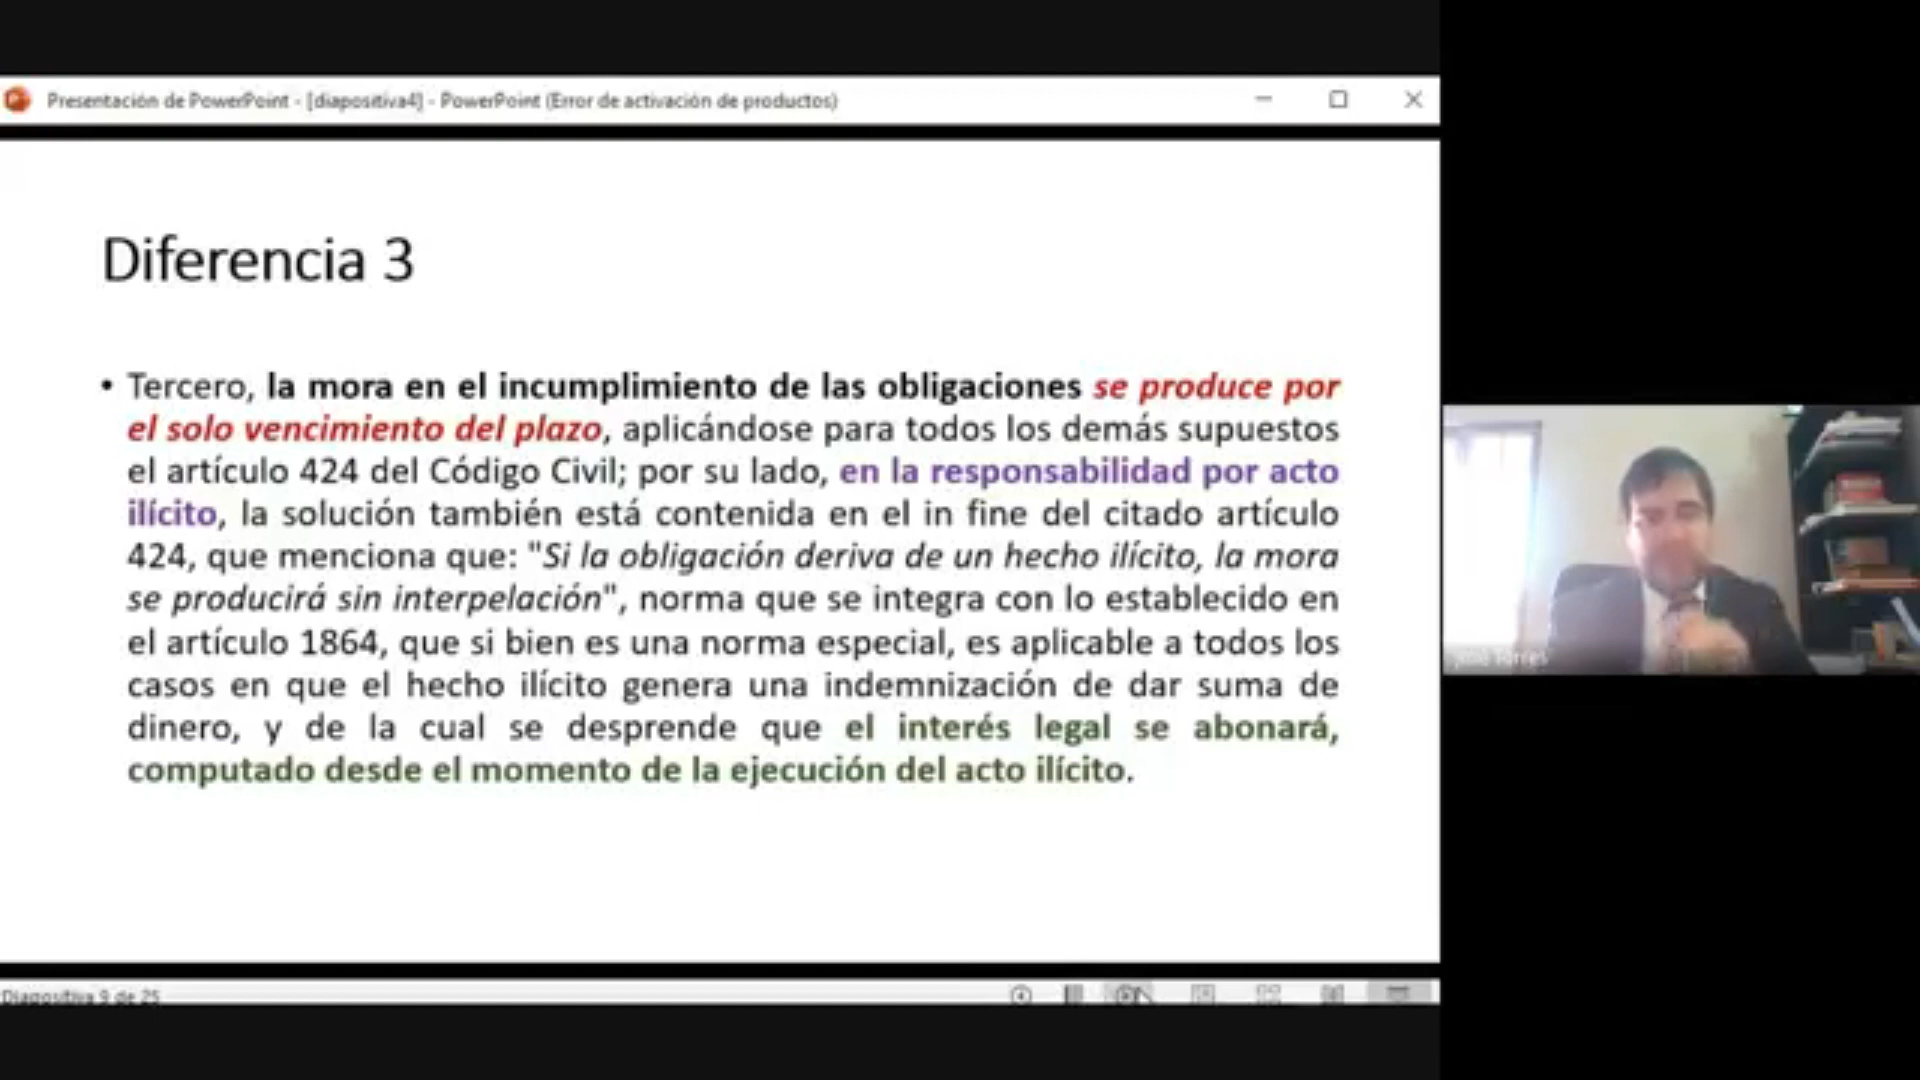 Presentación de PowerPoint - [diapositiva4] - PowerPoint (Error de activación de productos)
Diferencia 3
• Tercero, la mora en el incumplimiento de las obligaciones se produce por
el solo vencimiento del plazo, aplicándose para todos los demás supuestos
el artículo 424 del Código Civil; por su lado, en la responsabilidad por acto
ilícito, la solución también está contenida en el in fine del citado artículo
424, que menciona que: "Si la obligación deriva de un hecho ilícito, la mora
se producirá sin interpelación", norma que se integra con lo establecido en
el artículo 1864, que si bien es una norma especial, es aplicable a todos los
casos en que el hecho ilícito genera una indemnización de dar suma de
dinero, y de la cual se desprende que el interés legal se abonará,
computado desde el momento de la ejecución del acto ilícito.
Torres
Diapositiva 9 de 25